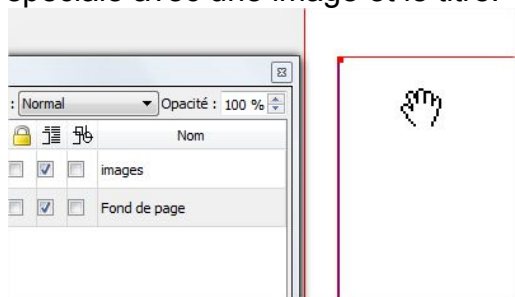 spéciale avec une image et le titre.
: Normal Opacité : 100 %
Nom
images
Fond de page